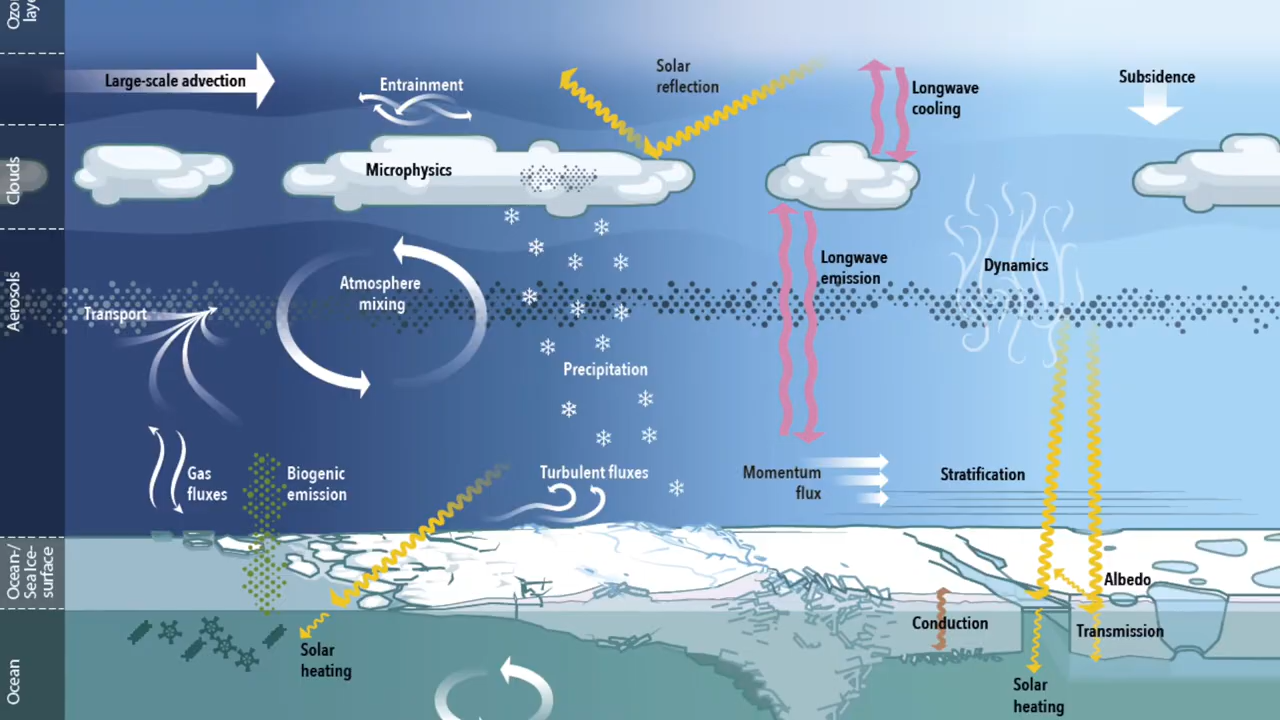 Ozo
laye
Clouds
Aerosols
Ocean-/
Sea Ice-
surface
Ocean
Large-scale advection
Entrainment
Solar
reflection
Longwave
cooling
Subsidence
Microphysics
Longwave
emission
Dynamics
Atmosphere
mixing
Transport
Precipitation
Gas
fluxes
Biogenic
emission
Turbulent fluxes
Momentum
flux
Stratification
Albedo
Conduction
Transmission
Solar
heating
Solar
heating